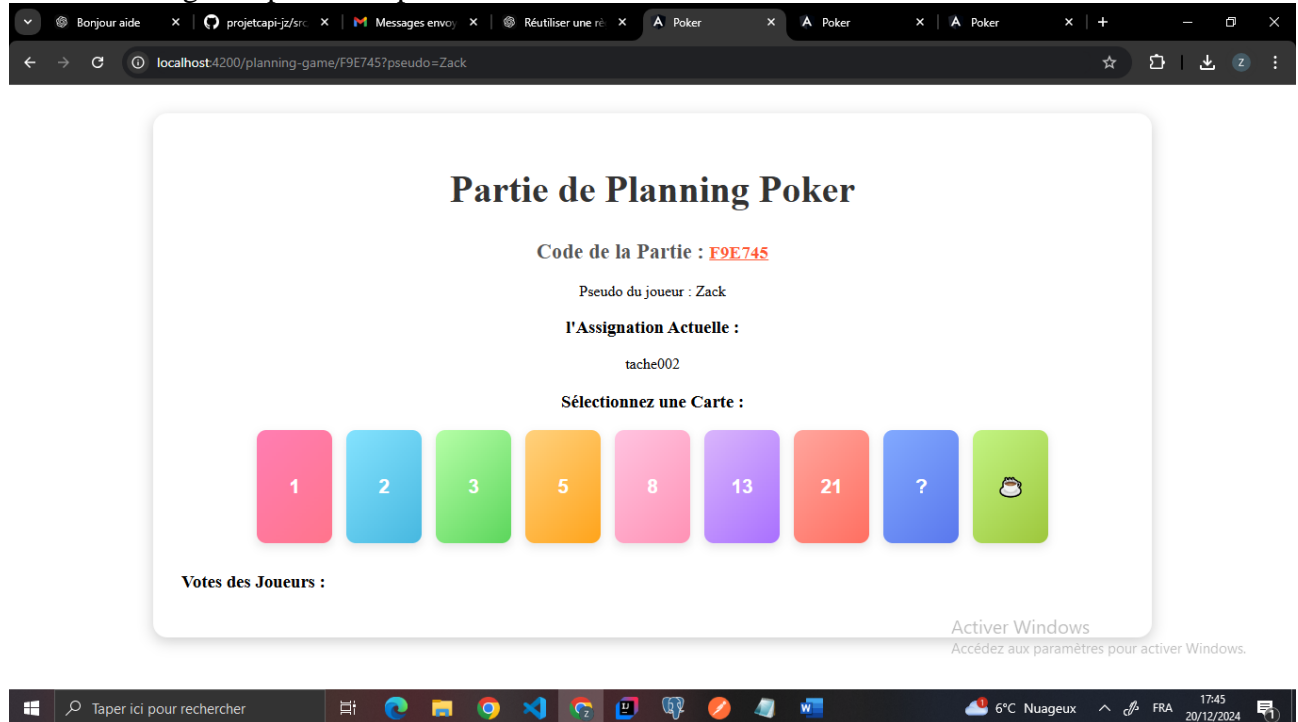 Bonjour aide
projetcapi-jz/src
Messages envoy
Réutiliser une rè
Poker
Poker
Poker
localhost:4200/planning-game/F9E745?pseudo=Zack
Z
Partie de Planning Poker
Code de la Partie : F9E745
Pseudo du joueur : Zack
l'Assignation Actuelle :
tache002
Sélectionnez une Carte :
1 2 3 5 8 13 21 ?
Votes des Joueurs :
Activer Windows
Accédez aux paramètres pour activer Windows.
Taper ici pour rechercher
6°C Nuageux
FRA
17:45
20/12/2024